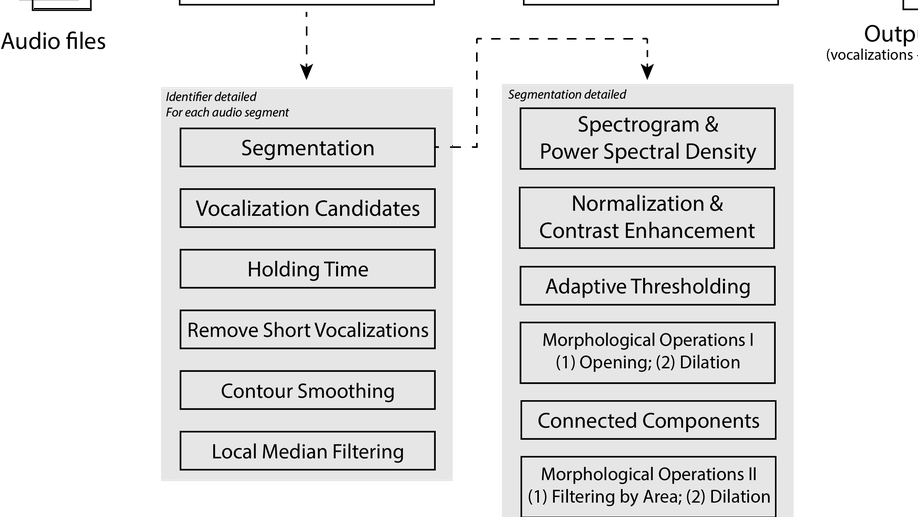 Audio files
Outp
(vocalizations
Identifier detailed
For each audio segment
Segmentation
Vocalization Candidates
Holding Time
Remove Short Vocalizations
Contour Smoothing
Local Median Filtering
Segmentation detailed
Spectrogram &
Power Spectral Density
Normalization &
Contrast Enhancement
Adaptive Thresholding
Morphological Operations I
(1) Opening; (2) Dilation
Connected Components
Morphological Operations II
(1) Filtering by Area; (2) Dilation